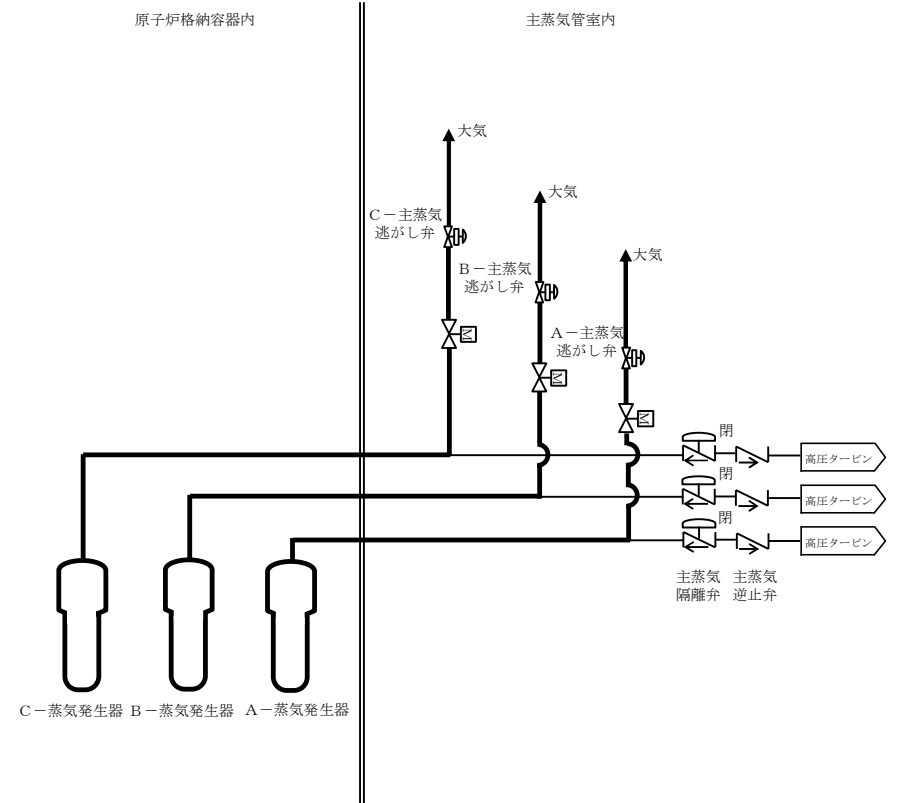 原子炉格納容器内
主蒸気管室内
大気
C－主蒸気
逃がし弁
大気
B－主蒸気
逃がし弁
大気
A－主蒸気
逃がし弁
M
M
M
閉
高圧タービン
閉
高圧タービン
閉
高圧タービン
主蒸気
隔離弁
主蒸気
逆止弁
C－蒸気発生器
B－蒸気発生器
A－蒸気発生器